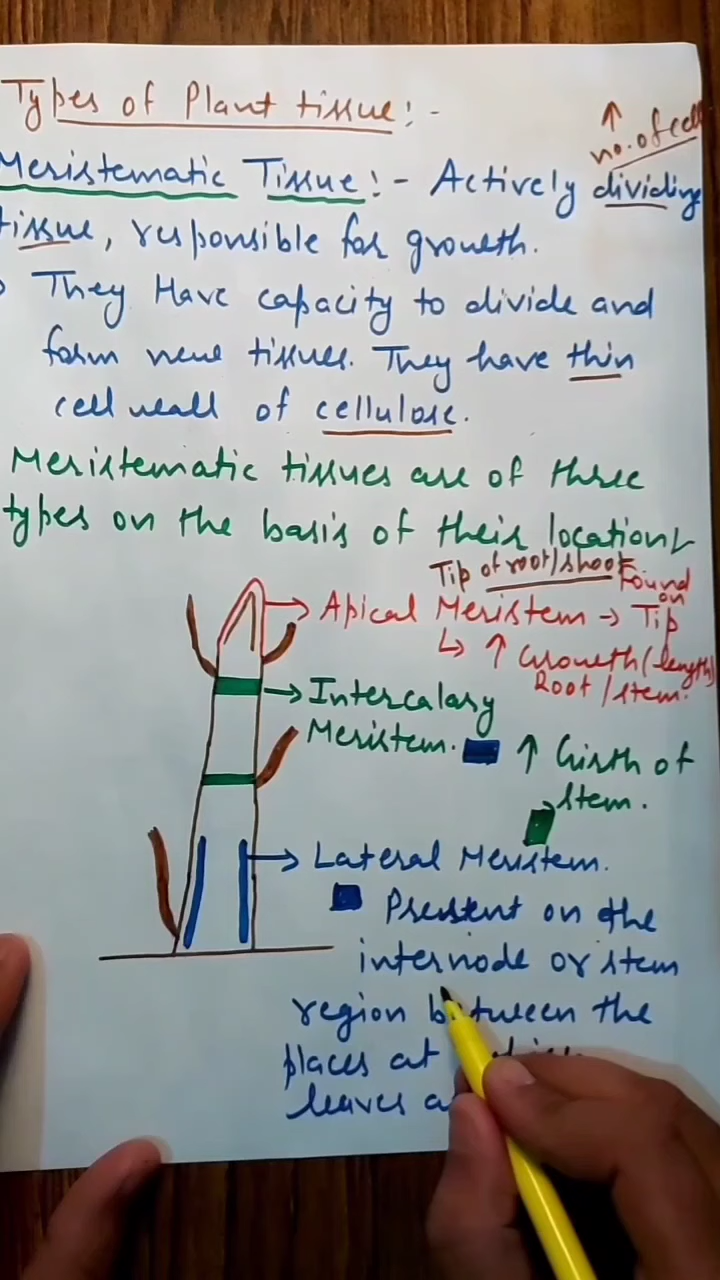 Types of Plant tissue:-
↑
no. of cell
Meristematic Tissue:- Actively dividing
tissue, responsible for growth.
They Have capacity to divide and
form new tissues. They have thin
cell wall of cellulose.
Meristematic tissues are of three
types on the basis of their location
Tip of root/shoot
Found
on
→ Apical Meristem → Tip
↳ ↑ Growth (length)
Root / stem.
→ Intercalary
Meristem.
↑ Girth of
stem.
→ Lateral Meristem.
Present on the
internode or stem
region between the
places at
leaves